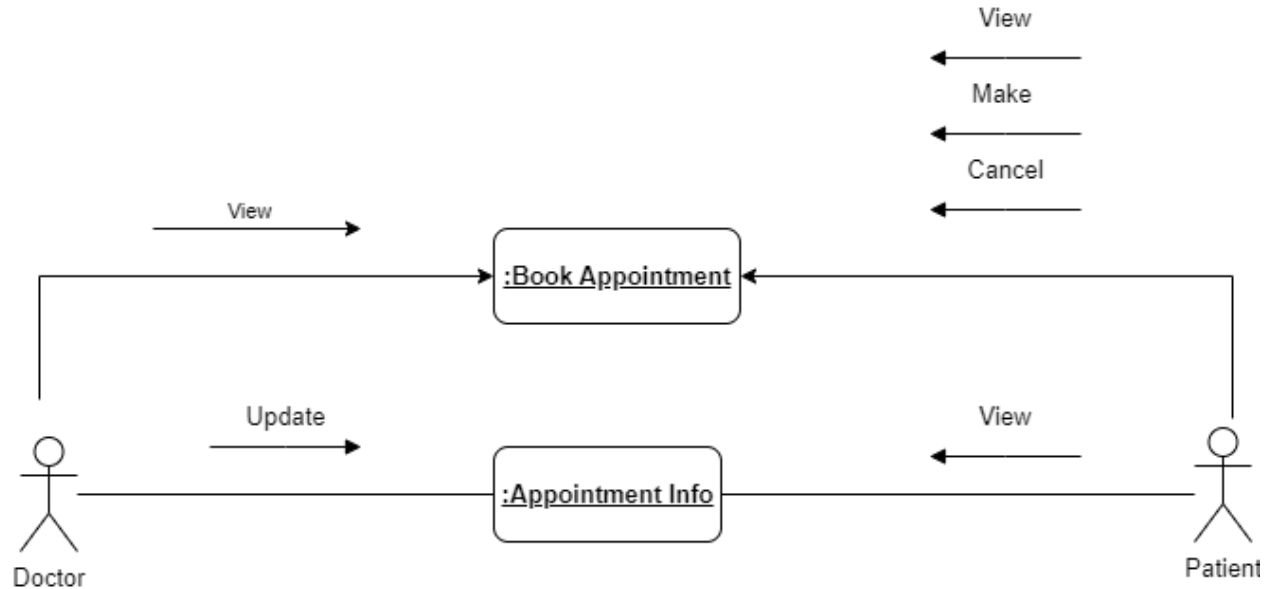 View
Make
Cancel
View
:Book Appointment
Update
View
:Appointment Info
Doctor
Patient